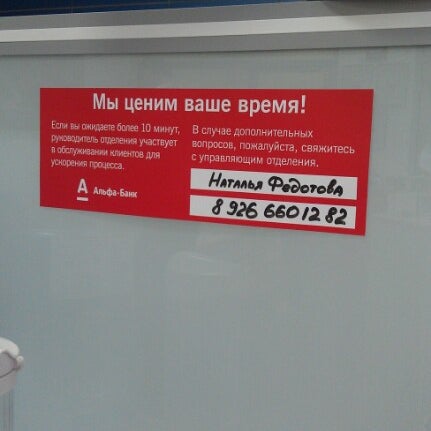 Мы ценим ваше время!
Если вы ожидаете более 10 минут,
руководитель отделения участвует
в обслуживании клиентов для
ускорения процесса.
А Альфа-Банк
В случае дополнительных
вопросов, пожалуйста, свяжитесь
с управляющим отделения,
Наталья Федотова
8 926 660 12 82